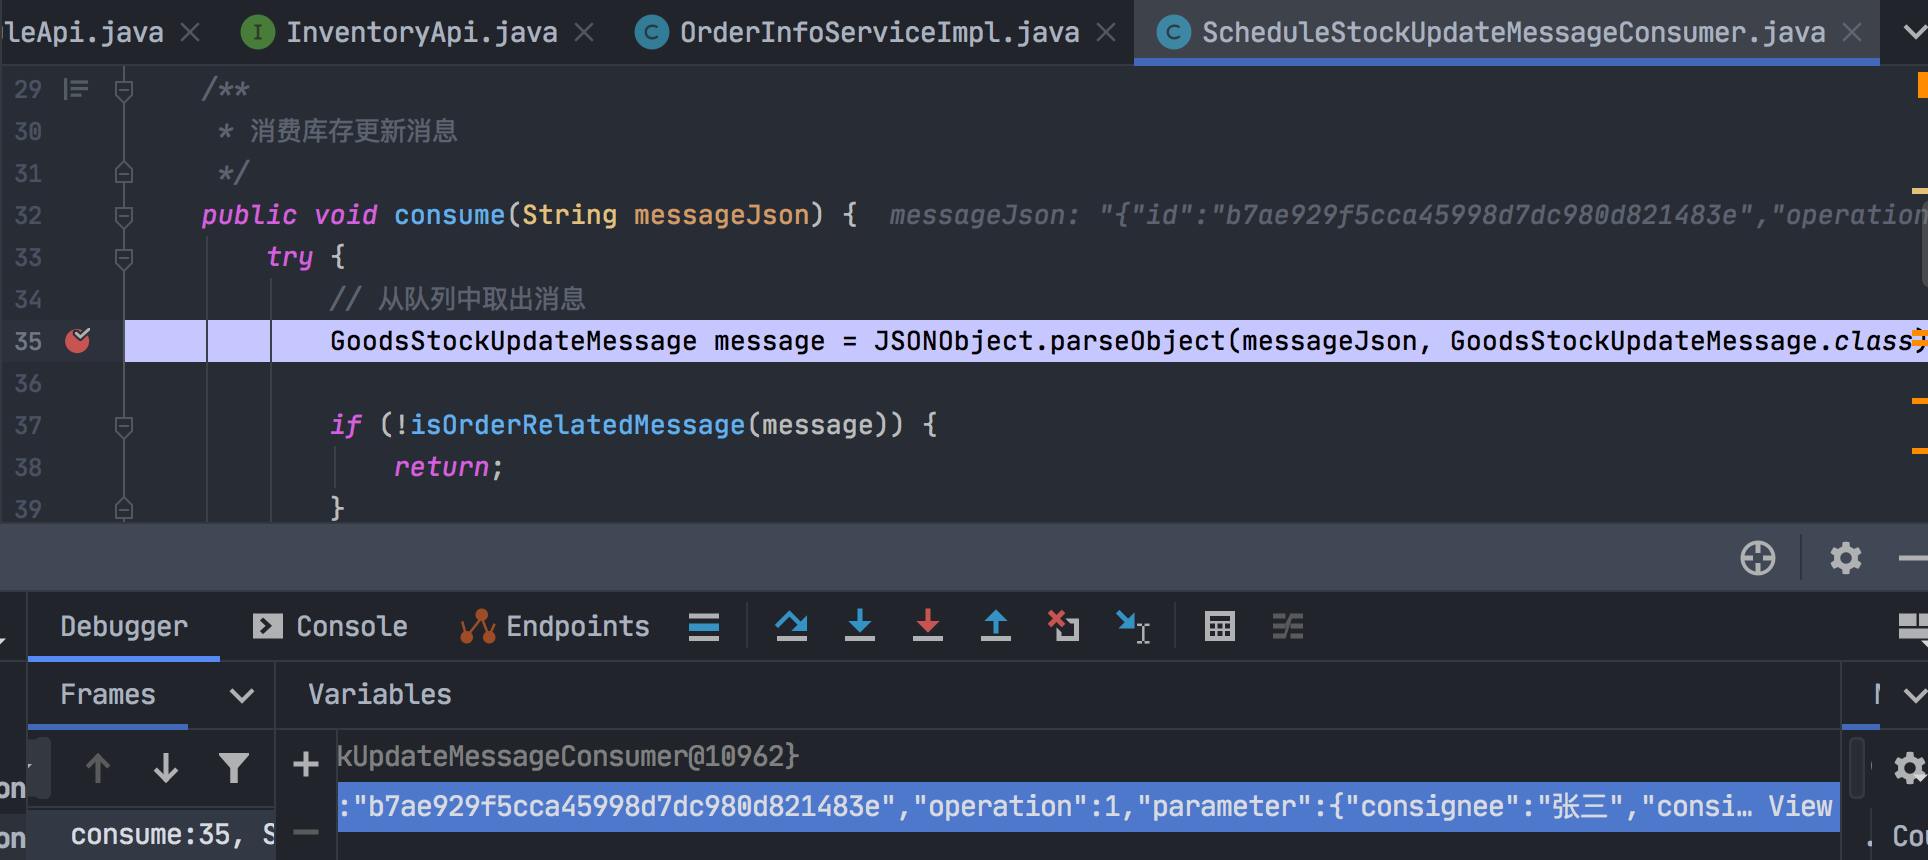 leApi.java InventoryApi.java OrderInfoServiceImpl.java ScheduleStockUpdateMessageConsumer.java
29 /**
30 * 消费库存更新消息
31 */
32 public void consume(String messageJson) { messageJson: "{"id":"b7ae929f5cca45998d7dc980d821483e","operation
33 try {
34 // 从队列中取出消息
35 GoodsStockUpdateMessage message = JSONObject.parseObject(messageJson, GoodsStockUpdateMessage.class)
36
37 if (!isOrderRelatedMessage(message)) {
38 return;
39 }
Debugger Console Endpoints
Frames Variables
kUpdateMessageConsumer@10962}
on :"b7ae929f5cca45998d7dc980d821483e","operation":1,"parameter":{"consignee":"张三","consi... View
on consume:35, S Cou